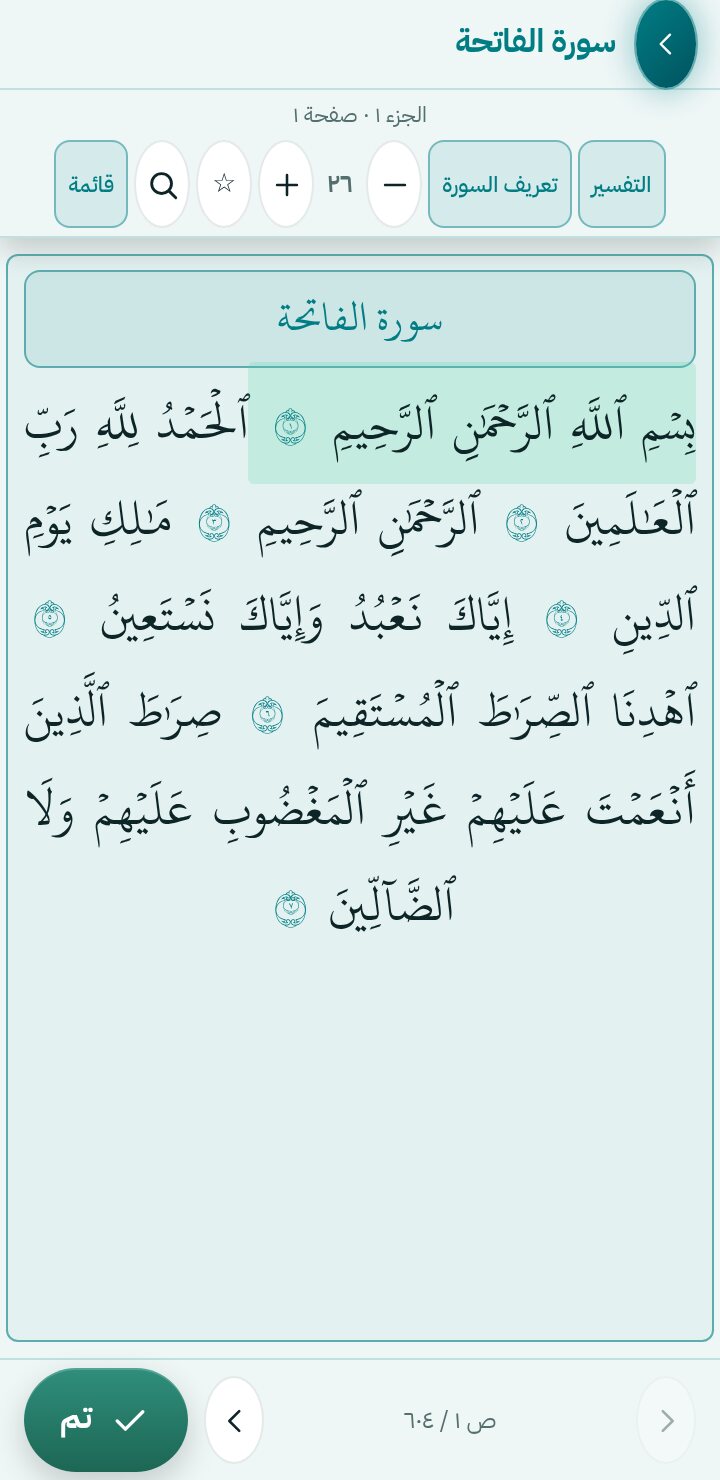 سورة الفاتحة
الجزء ١ · صفحة ١
التفسير تعريف السورة − ٢٦ + ☆ قائمة
سورة الفاتحة
بِسۡمِ ٱللَّهِ ٱلرَّحۡمَٰنِ ٱلرَّحِيمِ ١ ٱلۡحَمۡدُ لِلَّهِ رَبِّ
ٱلۡعَٰلَمِينَ ٢ ٱلرَّحۡمَٰنِ ٱلرَّحِيمِ ٣ مَٰلِكِ يَوۡمِ
ٱلدِّينِ ٤ إِيَّاكَ نَعۡبُدُ وَإِيَّاكَ نَسۡتَعِينُ ٥
ٱهۡدِنَا ٱلصِّرَٰطَ ٱلۡمُسۡتَقِيمَ ٦ صِرَٰطَ ٱلَّذِينَ
أَنۡعَمۡتَ عَلَيۡهِمۡ غَيۡرِ ٱلۡمَغۡضُوبِ عَلَيۡهِمۡ وَلَا
ٱلضَّآلِّينَ ٧
ص ١ / ٦٠٤
تم